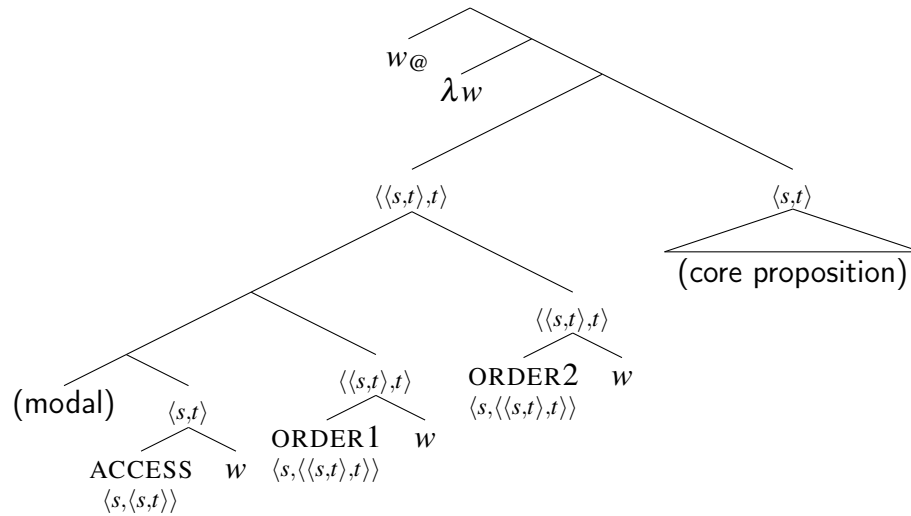 w@
λw
⟨⟨s,t⟩,t⟩ ⟨s,t⟩
(core proposition)
⟨⟨s,t⟩,t⟩
(modal) ⟨s,t⟩ ⟨⟨s,t⟩,t⟩ ORDER2 w
⟨s,⟨⟨s,t⟩,t⟩⟩
ACCESS w ORDER1 w
⟨s,⟨s,t⟩⟩ ⟨s,⟨⟨s,t⟩,t⟩⟩